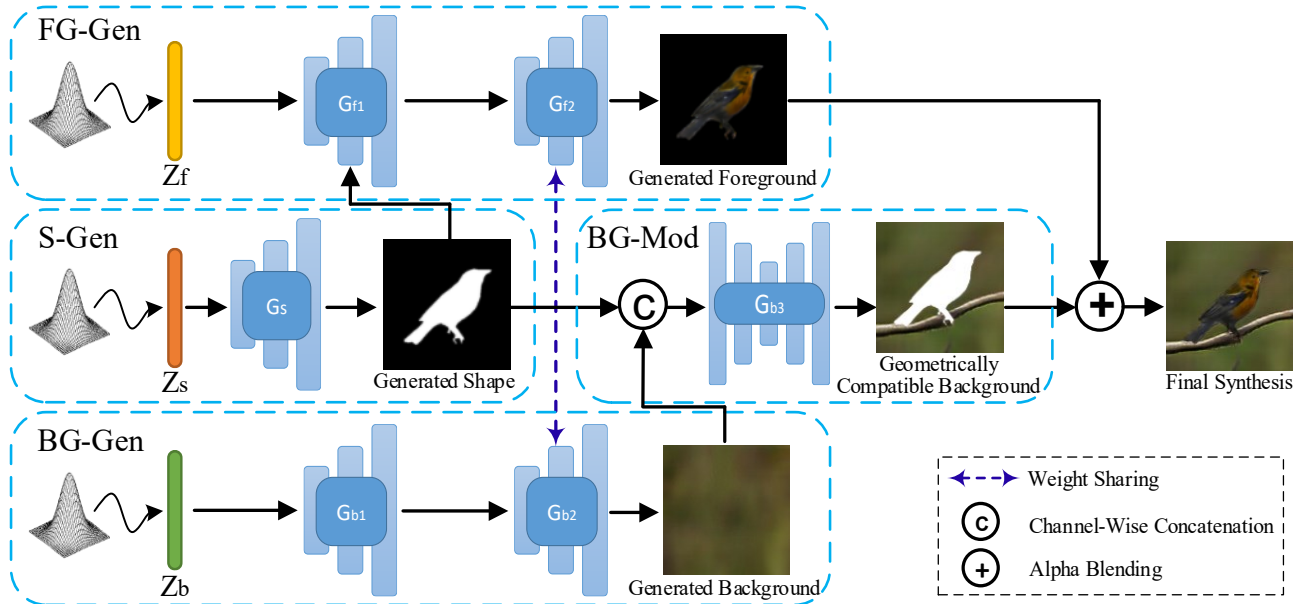 FG-Gen
Zf
Gf1
Gf2
Generated Foreground
S-Gen
Zs
Gs
Generated Shape
BG-Mod
C
Gb3
Geometrically
Compatible Background
+
Final Synthesis
BG-Gen
Zb
Gb1
Gb2
Generated Background
Weight Sharing
C
Channel-Wise Concatenation
+
Alpha Blending